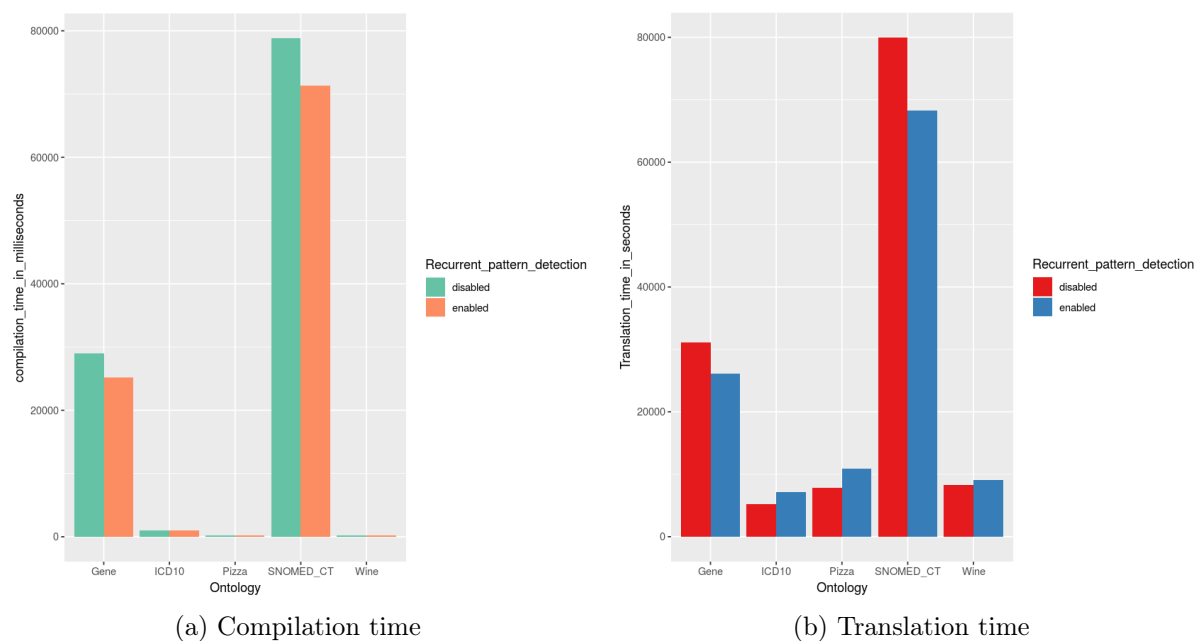 80000
60000
40000
20000
0
compilation_time_in_milliseconds
Gene ICD10 Pizza SNOMED_CT Wine
Ontology
Recurrent_pattern_detection
disabled
enabled
(a) Compilation time
80000
60000
40000
20000
0
Translation_time_in_seconds
Gene ICD10 Pizza SNOMED_CT Wine
Ontology
Recurrent_pattern_detection
disabled
enabled
(b) Translation time